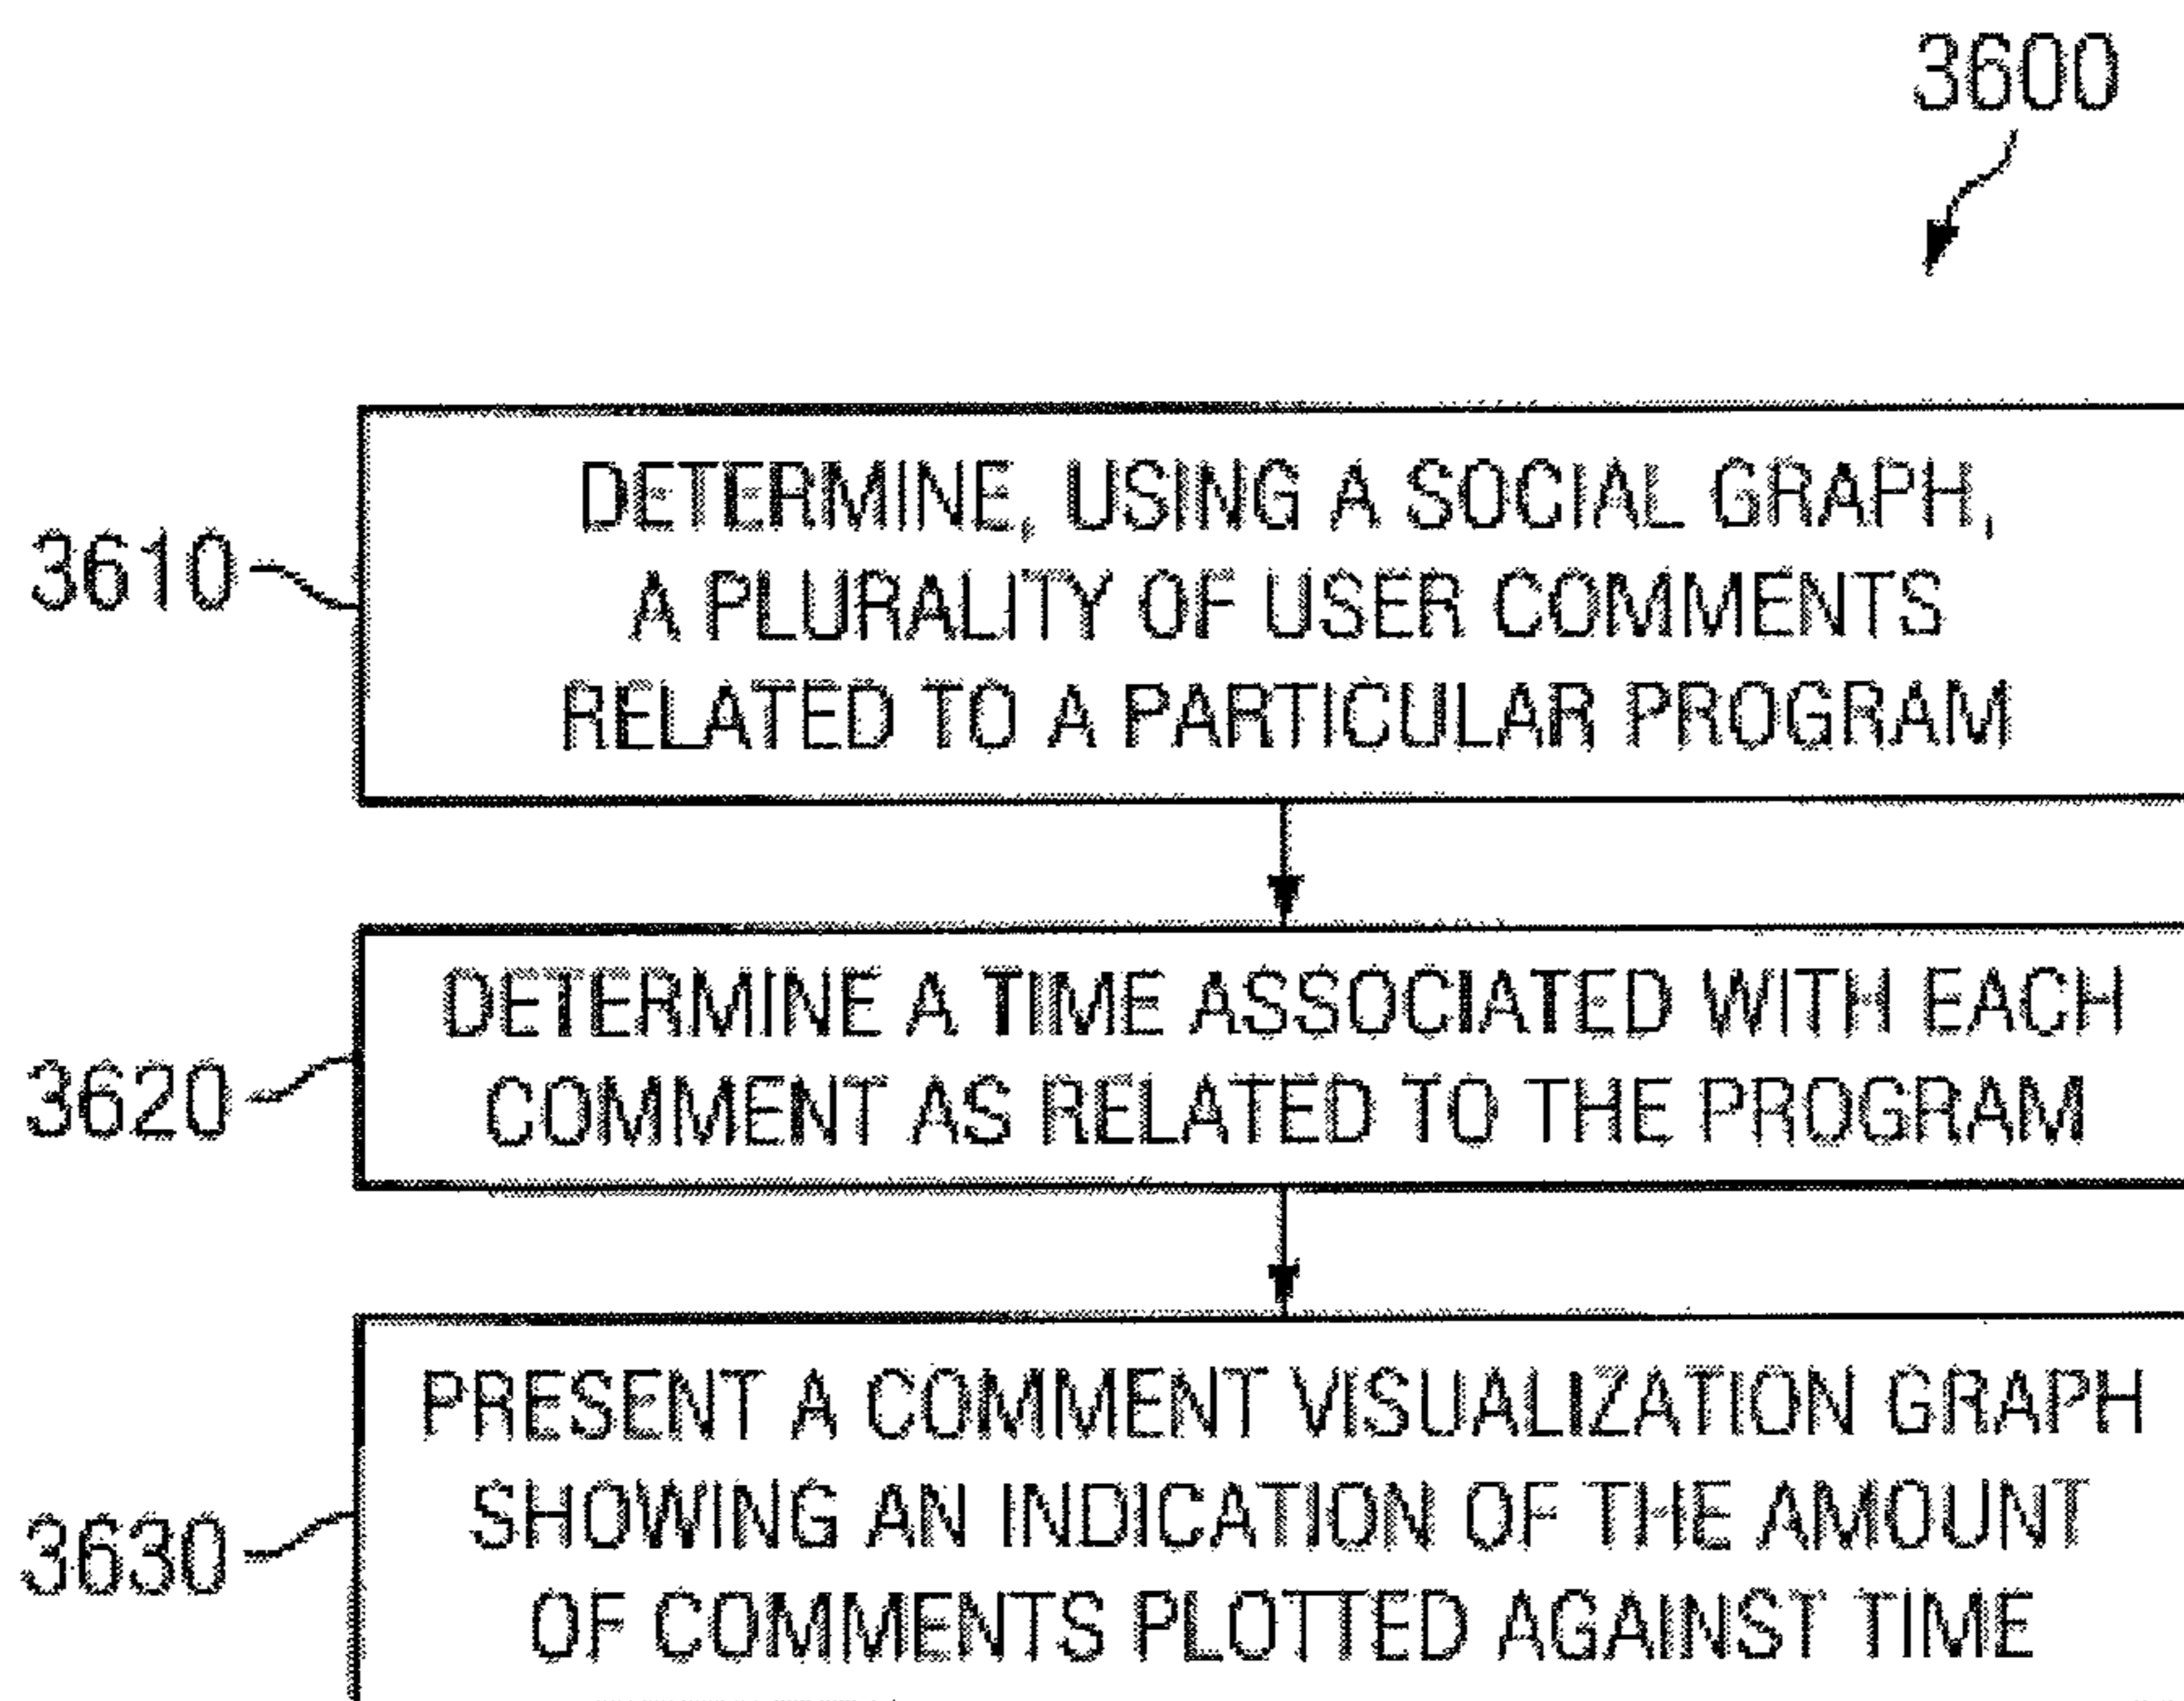 3600
3610
DETERMINE, USING A SOCIAL GRAPH,
A PLURALITY OF USER COMMENTS
RELATED TO A PARTICULAR PROGRAM
3620
DETERMINE A TIME ASSOCIATED WITH EACH
COMMENT AS RELATED TO THE PROGRAM
3630
PRESENT A COMMENT VISUALIZATION GRAPH
SHOWING AN INDICATION OF THE AMOUNT
OF COMMENTS PLOTTED AGAINST TIME